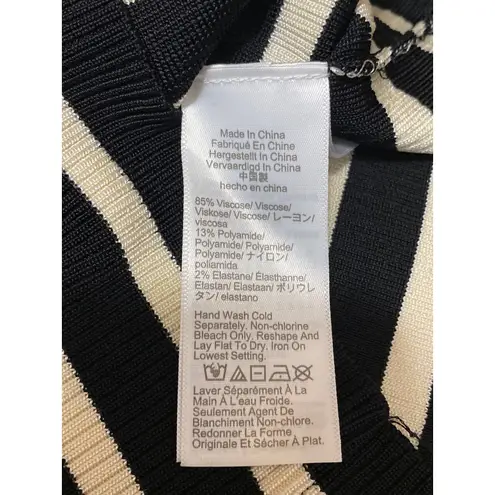 Made In China
Fabriqué En Chine
Hergestellt In China
Vervaerdigd In China
中国製
hecho en china
85% Viscose/ Viscose/
Viskose/ Viscose/ レーヨン/
viscosa
13% Polyamide/
Polyamide/ Polyamide/
Polyamide/ ナイロン/
poliamida
2% Elastane/ Élasthanne/
Elastan/ Elastaan/ ポリウレ
タン/ elastano
Hand Wash Cold
Separately. Non-chlorine
Bleach Only. Reshape And
Lay Flat To Dry. Iron On
Lowest Setting.
Laver Séparément À La
Main À L'eau Froide.
Seulement Agent De
Blanchiment Non-chloré.
Redonner La Forme
Originale Et Sécher À Plat.